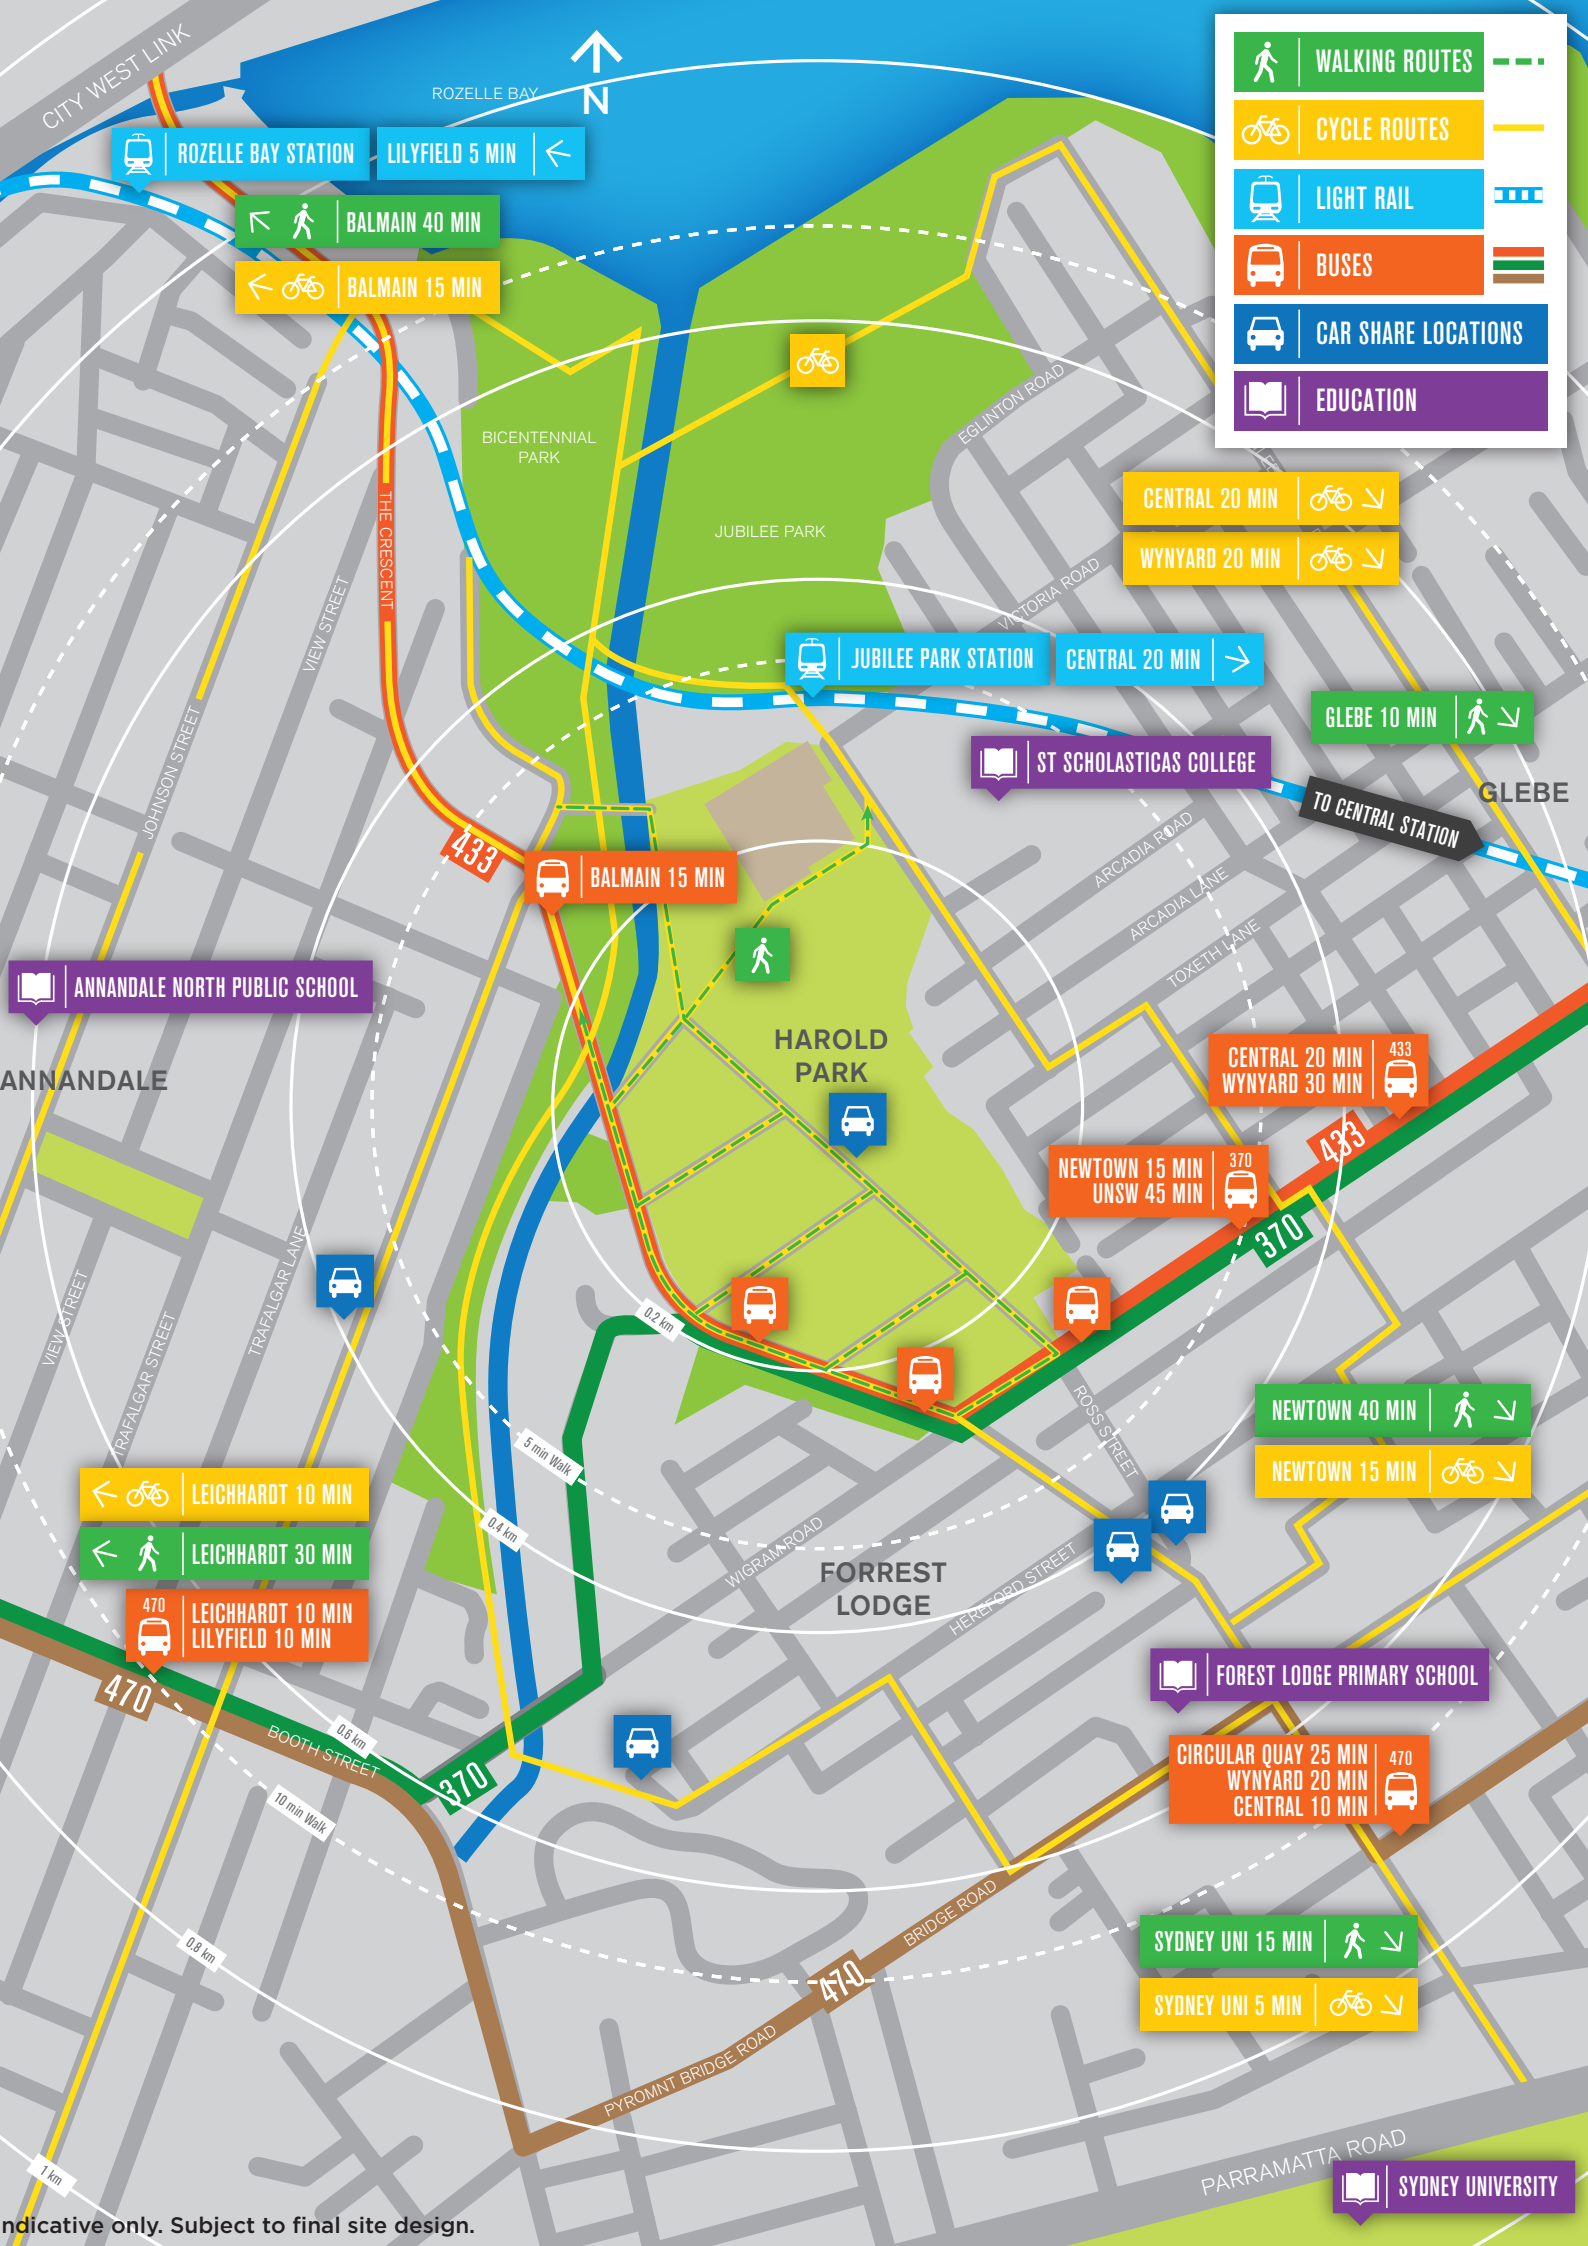 CITY WEST LINK
ROZELLE BAY
N
WALKING ROUTES
CYCLE ROUTES
LIGHT RAIL
BUSES
CAR SHARE LOCATIONS
EDUCATION
ROZELLE BAY STATION
LILYFIELD 5 MIN
BALMAIN 40 MIN
BALMAIN 15 MIN
BICENTENNIAL
PARK
EGLINTON ROAD
JUBILEE PARK
CENTRAL 20 MIN
WYNYARD 20 MIN
THE CRESCENT
VIEW STREET
VICTORIA ROAD
JUBILEE PARK STATION
CENTRAL 20 MIN
GLEBE 10 MIN
JOHNSON STREET
ST SCHOLASTICAS COLLEGE
GLEBE
TO CENTRAL STATION
433
BALMAIN 15 MIN
ARCADIA ROAD
ARCADIA LANE
TOXETH LANE
ANNANDALE NORTH PUBLIC SCHOOL
HAROLD
PARK
ANNANDALE
CENTRAL 20 MIN
WYNYARD 30 MIN
433
433
NEWTOWN 15 MIN
UNSW 45 MIN
370
370
TRAFALGAR LANE
VIEW STREET
TRAFALGAR STREET
0.2 km
ROSS STREET
NEWTOWN 40 MIN
NEWTOWN 15 MIN
5 min Walk
0.4 km
LEICHHARDT 10 MIN
LEICHHARDT 30 MIN
470
LEICHHARDT 10 MIN
LILYFIELD 10 MIN
WIGRAM ROAD
FORREST
LODGE
HEREFORD STREET
FOREST LODGE PRIMARY SCHOOL
470
BOOTH STREET
0.6 km
370
10 min Walk
CIRCULAR QUAY 25 MIN
WYNYARD 20 MIN
CENTRAL 10 MIN
470
BRIDGE ROAD
0.8 km
470
SYDNEY UNI 15 MIN
SYDNEY UNI 5 MIN
PYROMNT BRIDGE ROAD
PARRAMATTA ROAD
1 km
SYDNEY UNIVERSITY
ndicative only. Subject to final site design.